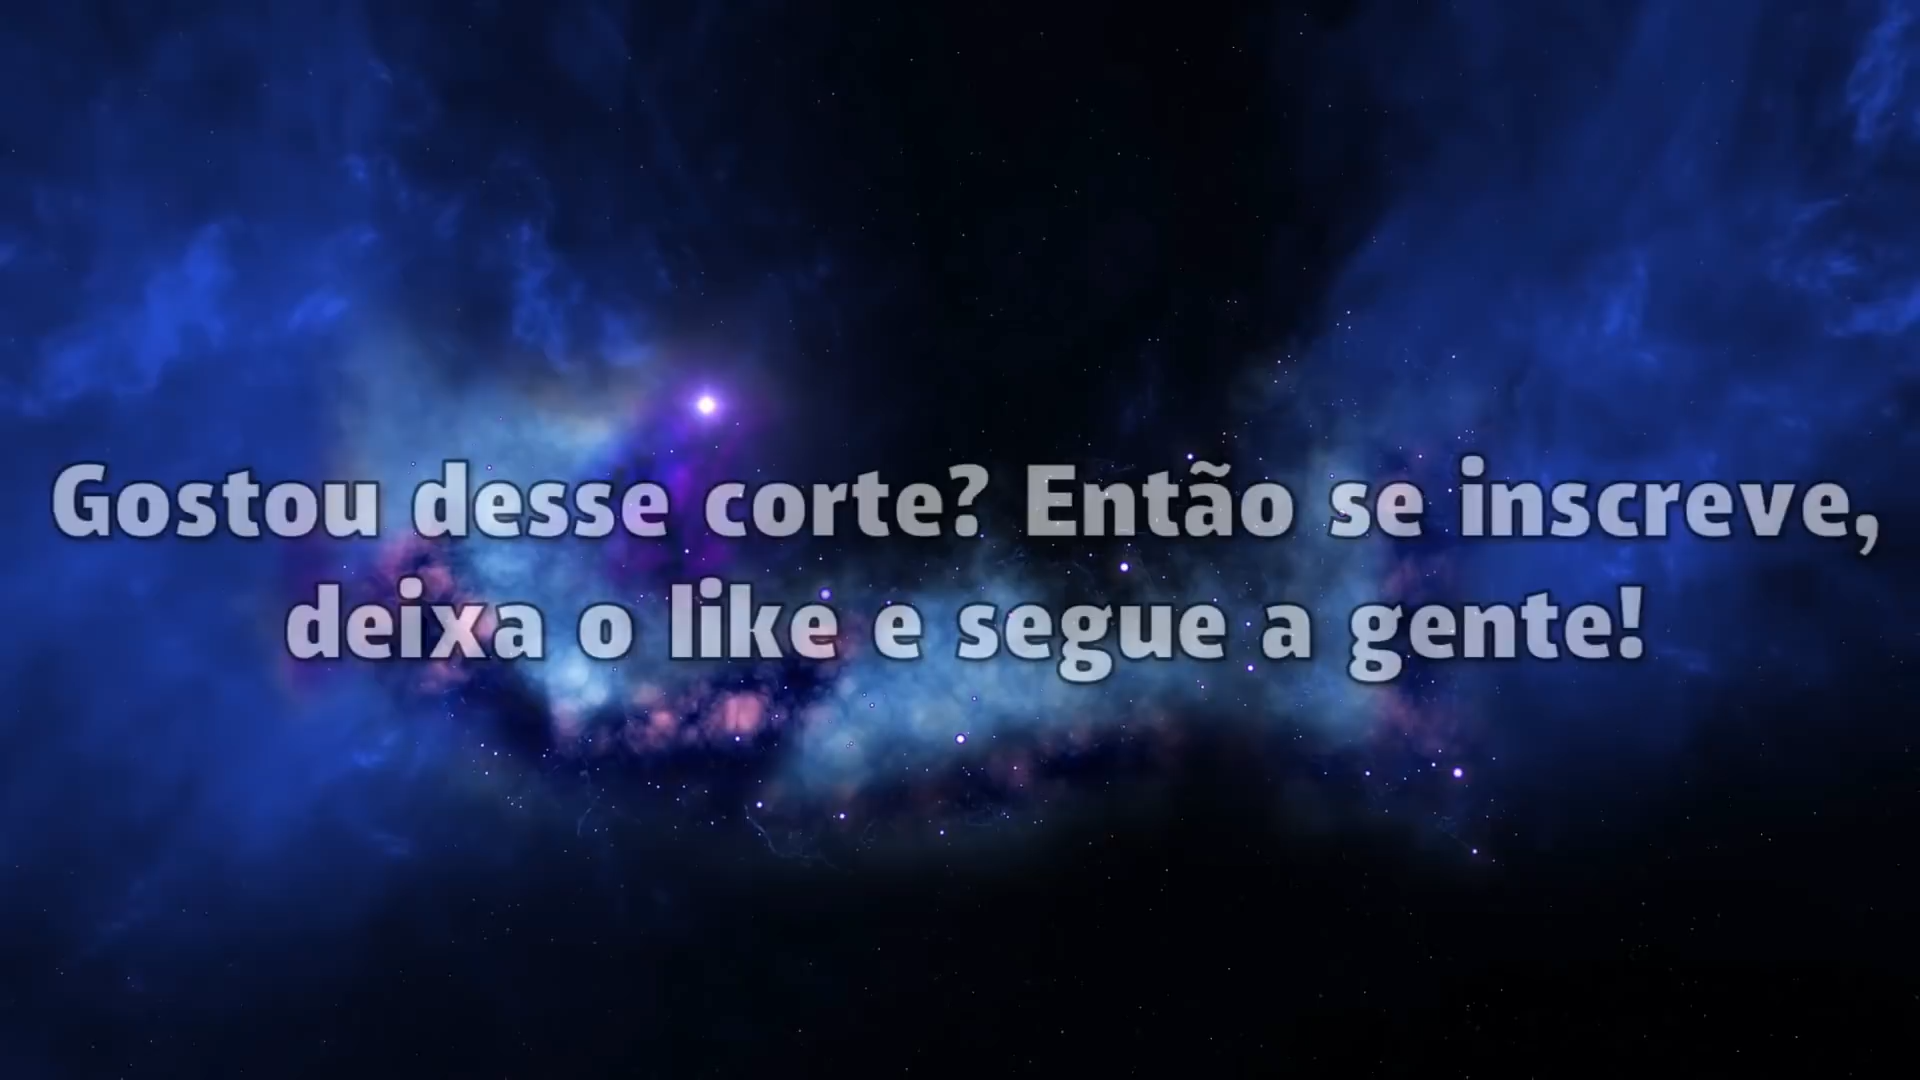 Gostou desse corte? Então se inscreve,
deixa o like e segue a gente!